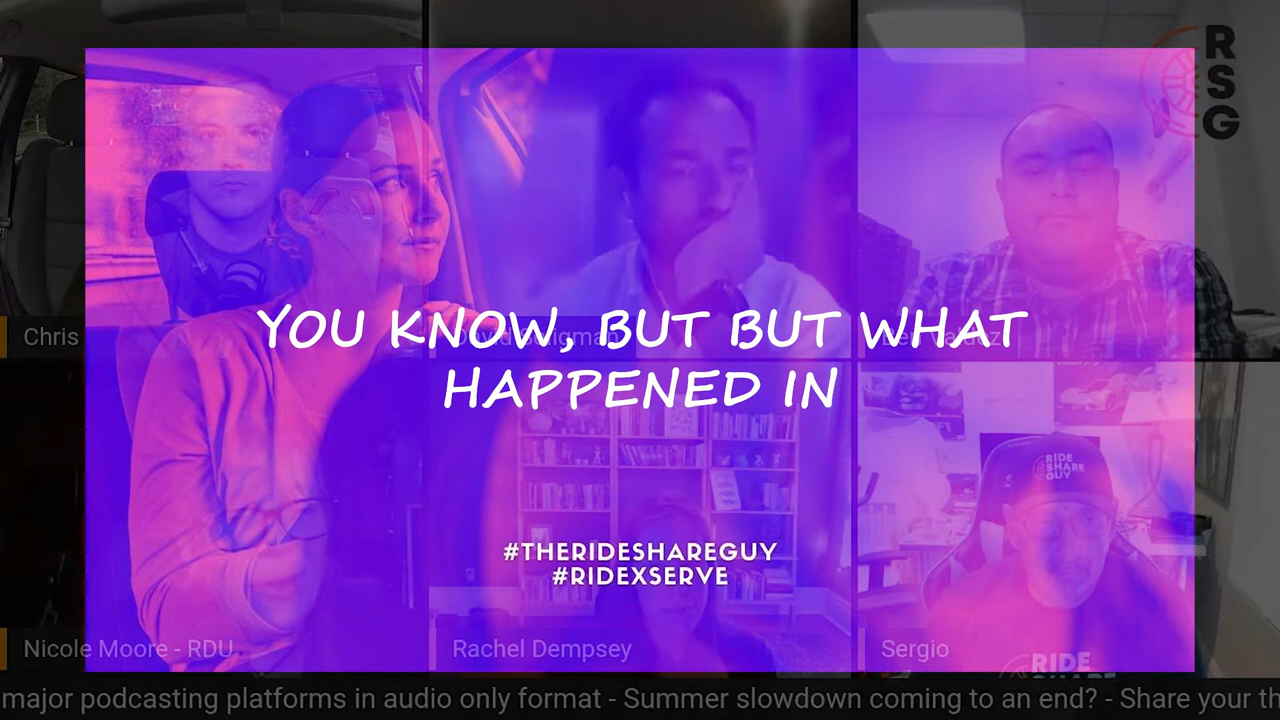 R
S
G
Chris
YOU KNOW, BUT BUT WHAT
HAPPENED IN
#THERIDESHAREGUY
#RIDEXSERVE
RIDE
SHARE
GUY
Nicole Moore - RDU
Rachel Dempsey
Sergio
RIDE
major podcasting platforms in audio only format - Summer slowdown coming to an end? - Share your th